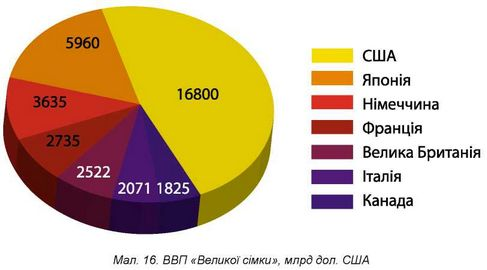 5960
16800
3635
2735
2522
2071
1825
США
Японія
Німеччина
Франція
Велика Британія
Італія
Канада
Мал. 16. ВВП «Великої сімки», млрд дол. США